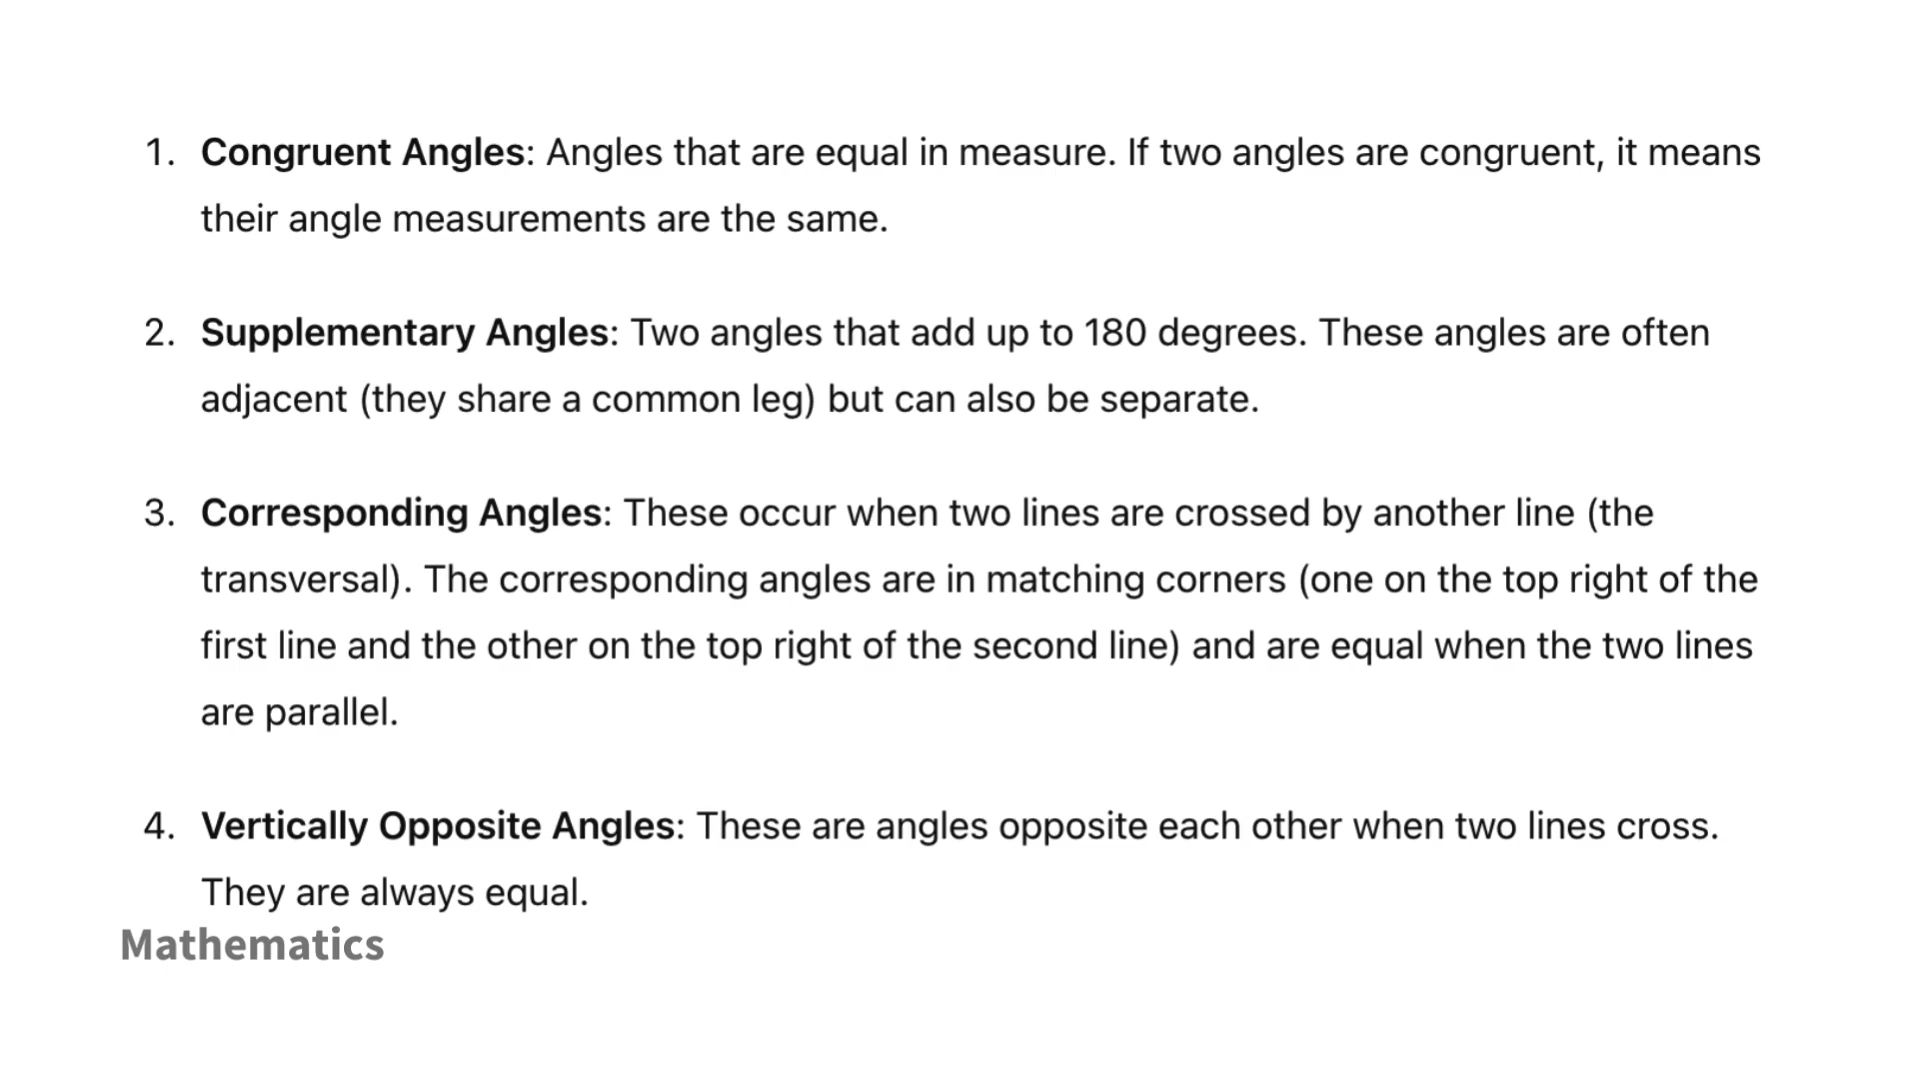 1. Congruent Angles: Angles that are equal in measure. If two angles are congruent, it means
their angle measurements are the same.
2. Supplementary Angles: Two angles that add up to 180 degrees. These angles are often
adjacent (they share a common leg) but can also be separate.
3. Corresponding Angles: These occur when two lines are crossed by another line (the
transversal). The corresponding angles are in matching corners (one on the top right of the
first line and the other on the top right of the second line) and are equal when the two lines
are parallel.
4. Vertically Opposite Angles: These are angles opposite each other when two lines cross.
They are always equal.
Mathematics